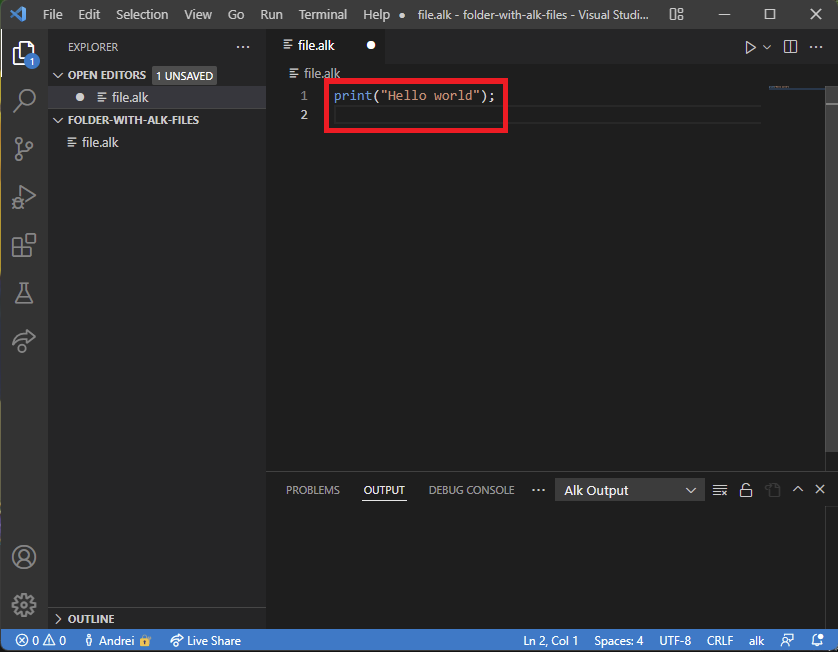 File Edit Selection View Go Run Terminal Help ● file.alk - folder-with-alk-files - Visual Studi...
EXPLORER
OPEN EDITORS 1 UNSAVED
file.alk
FOLDER-WITH-ALK-FILES
file.alk
OUTLINE
1
file.alk
file.alk
1 print("Hello world");
2
PROBLEMS OUTPUT DEBUG CONSOLE ... Alk Output
0 0 Andrei Live Share Ln 2, Col 1 Spaces: 4 UTF-8 CRLF alk